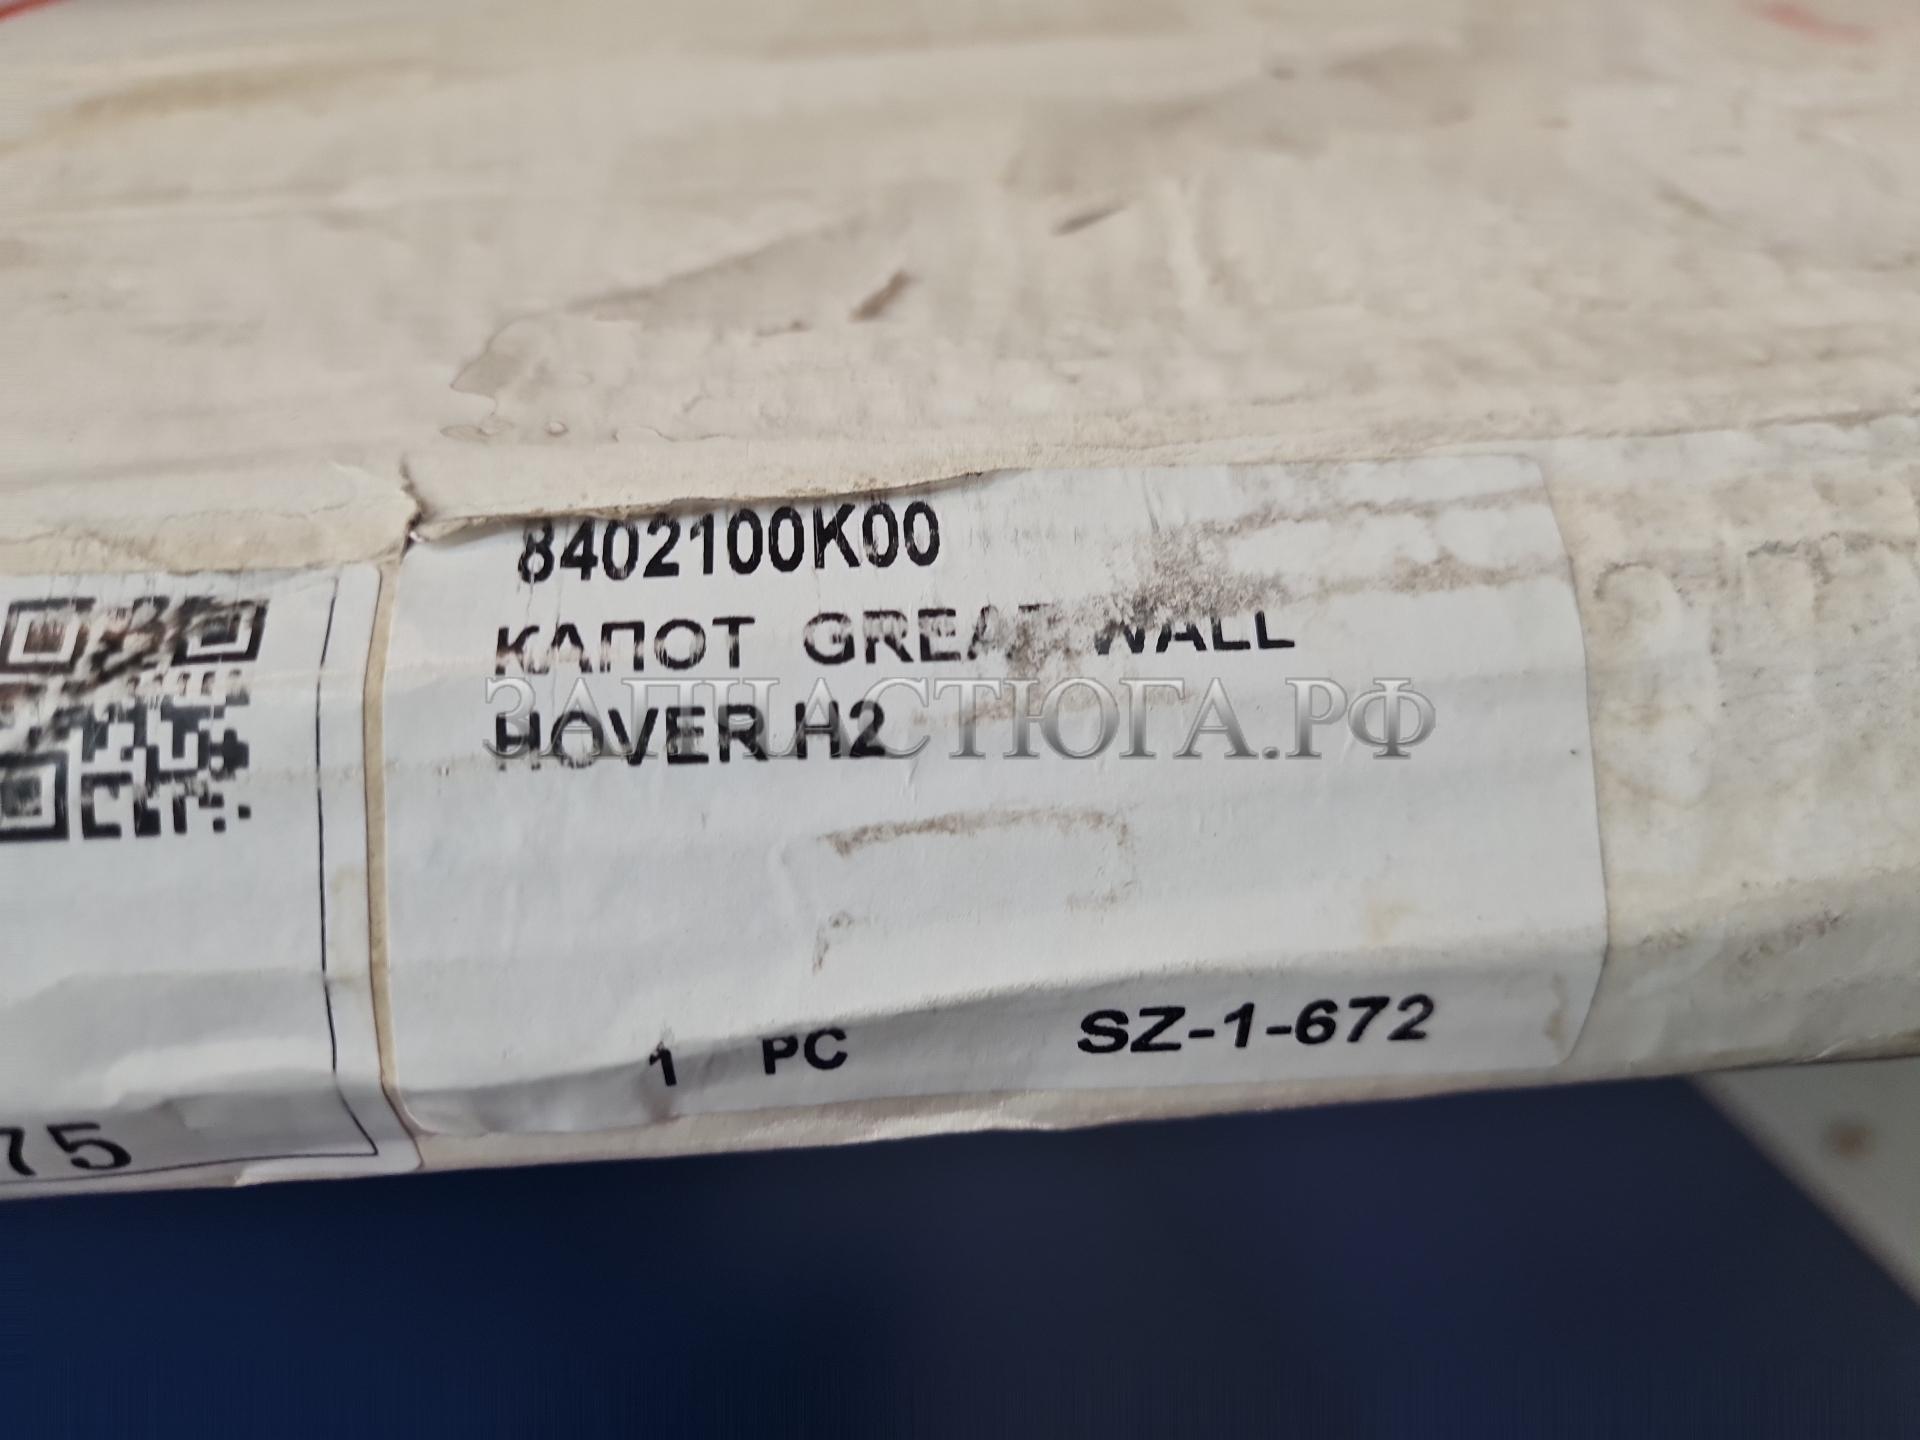 8402100K00
КАПОТ GREAT WALL
HOVER H2
ЗАПЧАСТЮГА.РФ
1 PC SZ-1-672
75